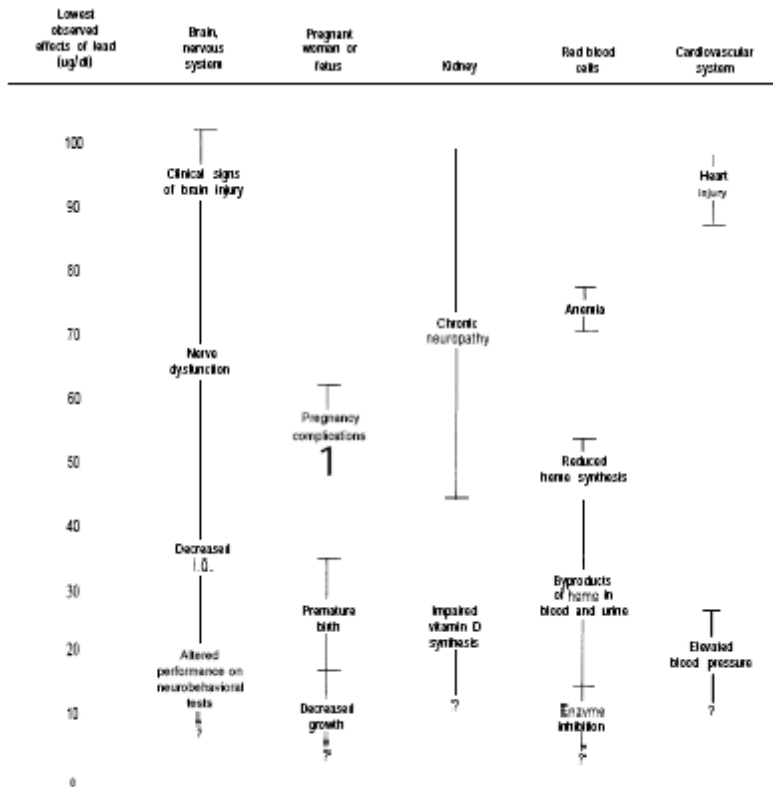 Lowest
observed
effects of lead
(ug/dl)
Brain,
nervous
system
Pregnant
woman or
fetus
Kidney
Red blood
cells
Cardiovascular
system
100
Clinical signs
of brain injury
Heart
injury
90
80
Anemia
70
Chronic
neuropathy
Nerve
dysfunction
60
Pregnancy
complications
1
50
Reduced
heme synthesis
40
Decreased
I.Q.
30
Premature
birth
Impaired
vitamin D
synthesis
Byproducts
of heme in
blood and urine
20
Elevated
blood pressure
Altered
performance on
neurobehavioral
tests
?
10
Decreased
growth
?
?
Enzyme
inhibition
?
?
0